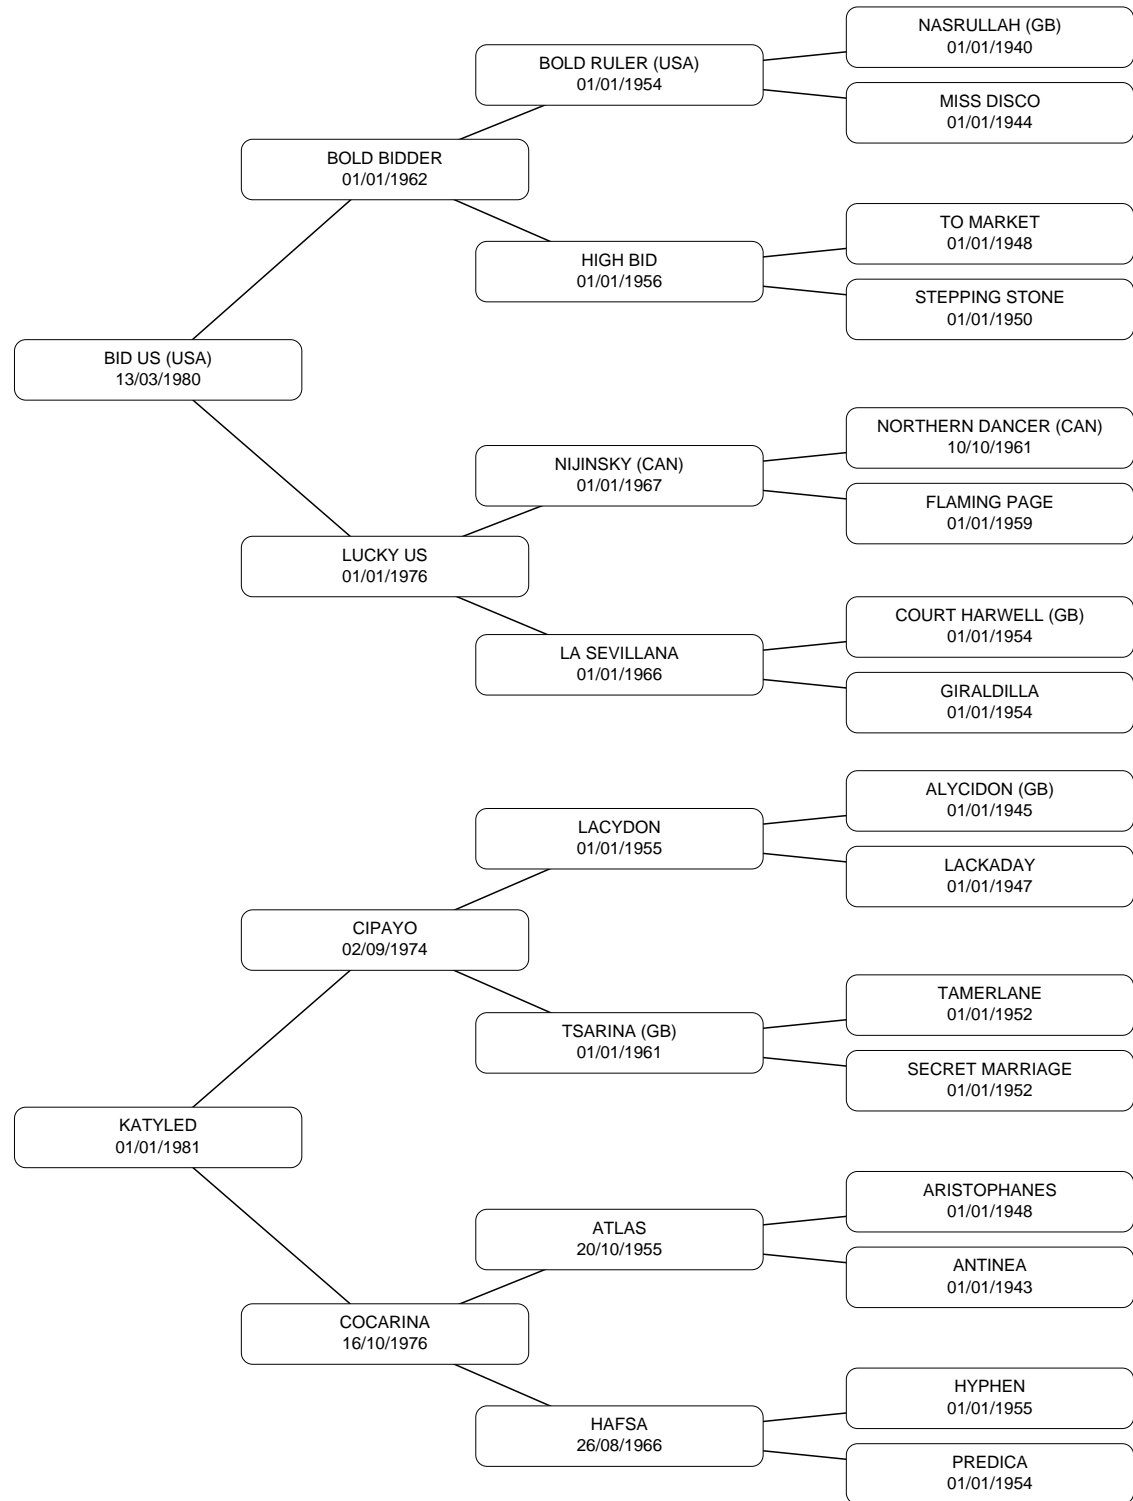 NASRULLAH (GB)
01/01/1940
BOLD RULER (USA)
01/01/1954
MISS DISCO
01/01/1944
BOLD BIDDER
01/01/1962
TO MARKET
01/01/1948
HIGH BID
01/01/1956
STEPPING STONE
01/01/1950
BID US (USA)
13/03/1980
NORTHERN DANCER (CAN)
10/10/1961
NIJINSKY (CAN)
01/01/1967
FLAMING PAGE
01/01/1959
LUCKY US
01/01/1976
COURT HARWELL (GB)
01/01/1954
LA SEVILLANA
01/01/1966
GIRALDILLA
01/01/1954
ALYCIDON (GB)
01/01/1945
LACYDON
01/01/1955
LACKADAY
01/01/1947
CIPAYO
02/09/1974
TAMERLANE
01/01/1952
TSARINA (GB)
01/01/1961
SECRET MARRIAGE
01/01/1952
KATYLED
01/01/1981
ARISTOPHANES
01/01/1948
ATLAS
20/10/1955
ANTINEA
01/01/1943
COCARINA
16/10/1976
HYPHEN
01/01/1955
HAFSA
26/08/1966
PREDICA
01/01/1954